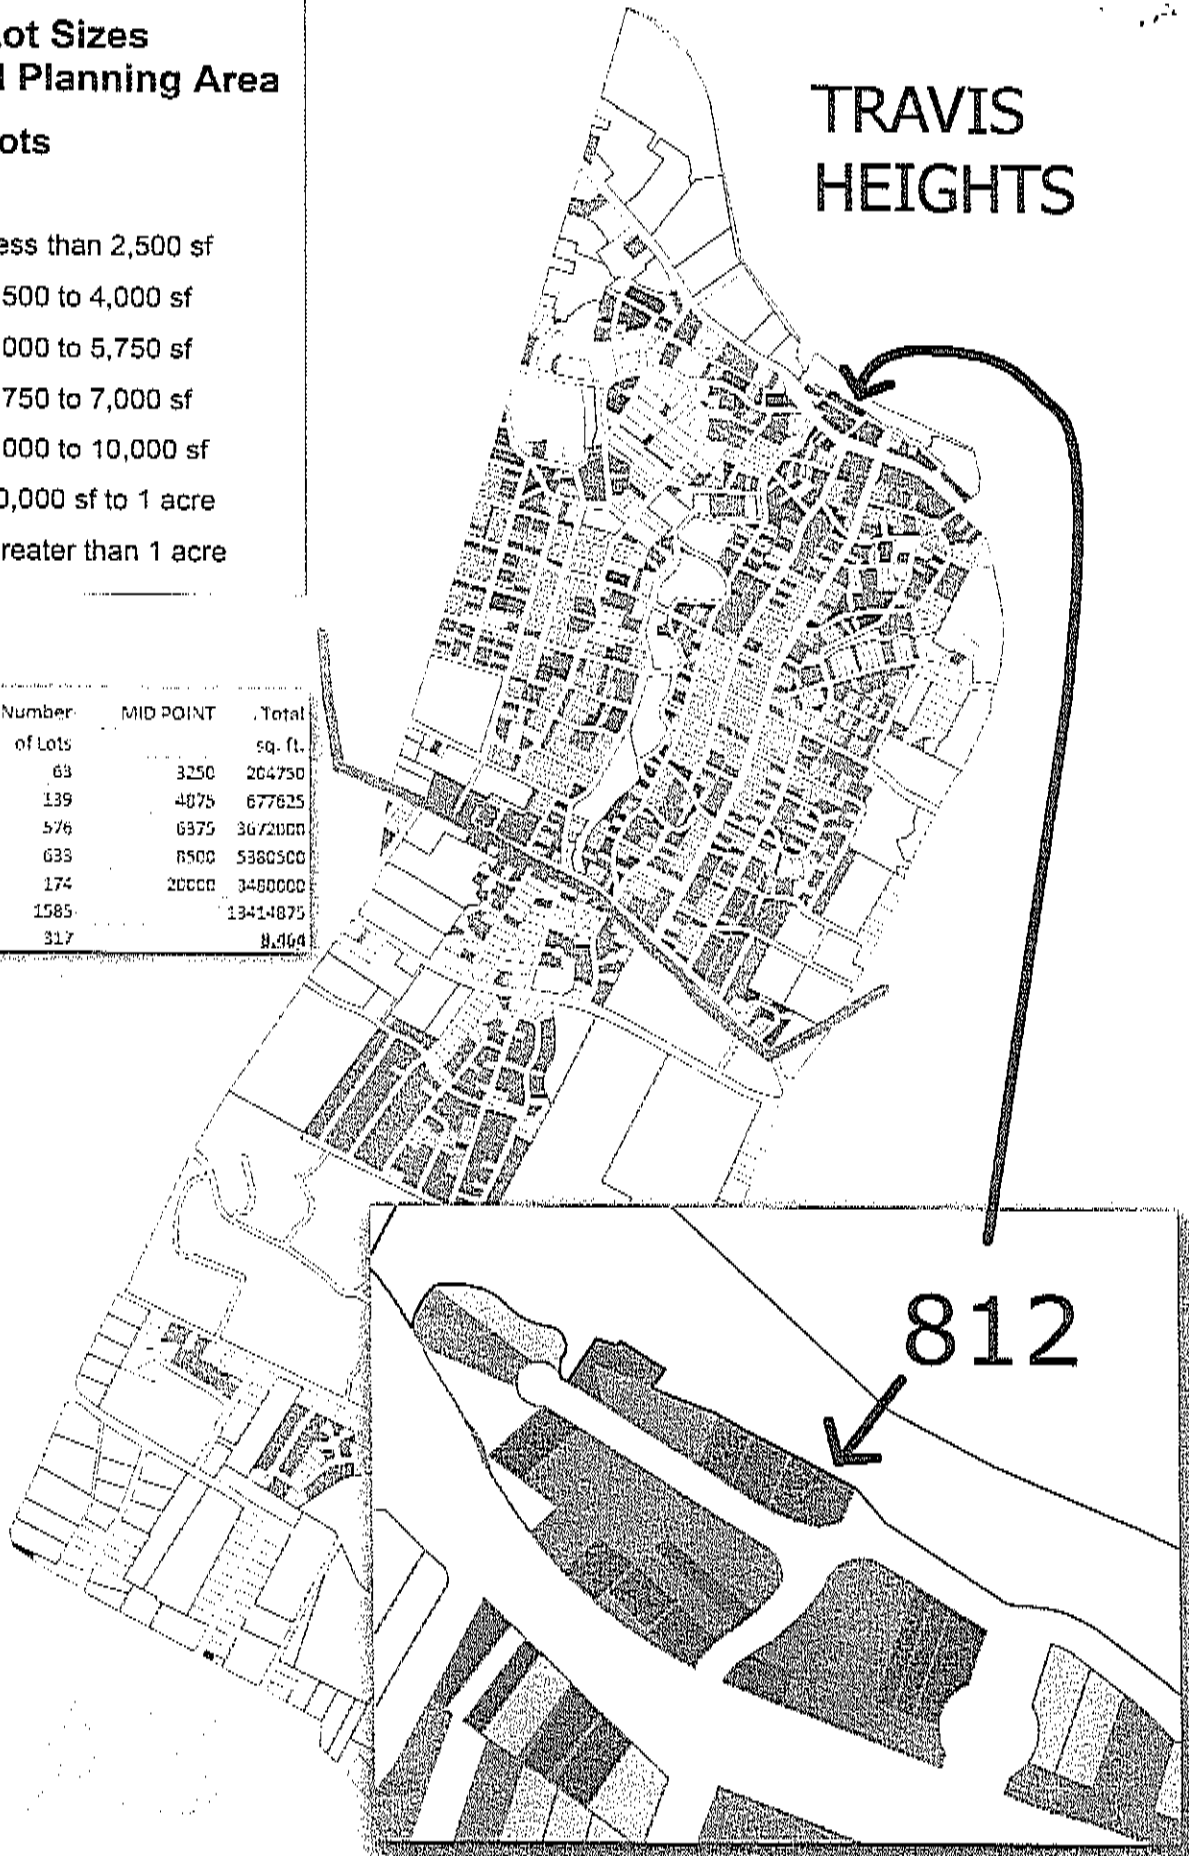 ot Sizes
Planning Area
ots
ess than 2,500 sf
500 to 4,000 sf
000 to 5,750 sf
750 to 7,000 sf
000 to 10,000 sf
0,000 sf to 1 acre
reater than 1 acre
TRAVIS
HEIGHTS
Number MID POINT Total
of Lots sq. ft.
63 3250 204750
139 4875 677625
576 6375 3672000
633 8500 5380500
174 20000 3480000
1585 13414875
317 8,464
812